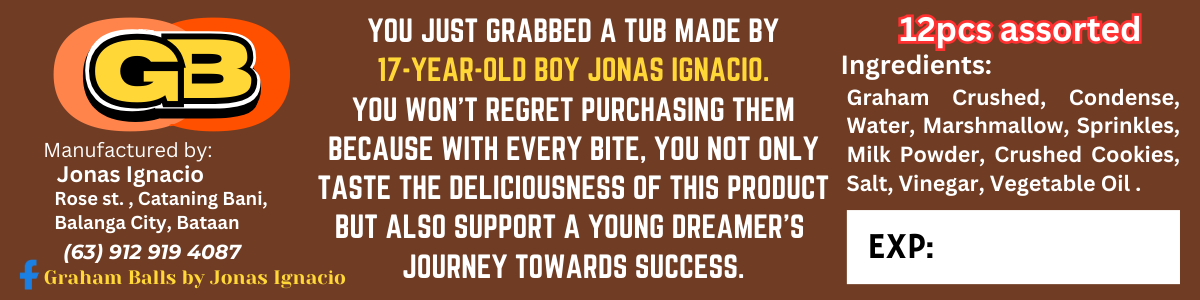 GB
Manufactured by:
Jonas Ignacio
Rose st. , Cataning Bani,
Balanga City, Bataan
(63) 912 919 4087
Graham Balls by Jonas Ignacio
YOU JUST GRABBED A TUB MADE BY
17-YEAR-OLD BOY JONAS IGNACIO.
YOU WON'T REGRET PURCHASING THEM
BECAUSE WITH EVERY BITE, YOU NOT ONLY
TASTE THE DELICIOUSNESS OF THIS PRODUCT
BUT ALSO SUPPORT A YOUNG DREAMER'S
JOURNEY TOWARDS SUCCESS.
12pcs assorted
Ingredients:
Graham Crushed, Condense,
Water, Marshmallow, Sprinkles,
Milk Powder, Crushed Cookies,
Salt, Vinegar, Vegetable Oil .
EXP: